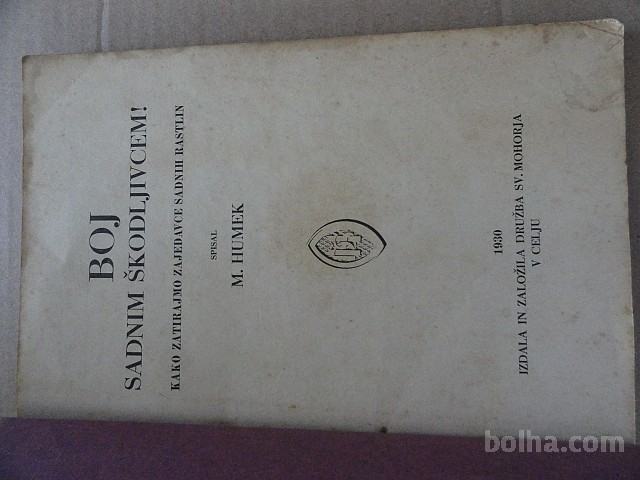 BOJ
SADNIM ŠKODLJIVCEM!
KAKO ZATIRAJMO ZAJEDAVCE SADNIH RASTLIN
SPISAL
M. HUMEK
1930
IZDALA IN ZALOŽILA DRUŽBA SV. MOHORJA
V CELJU
bolha.com